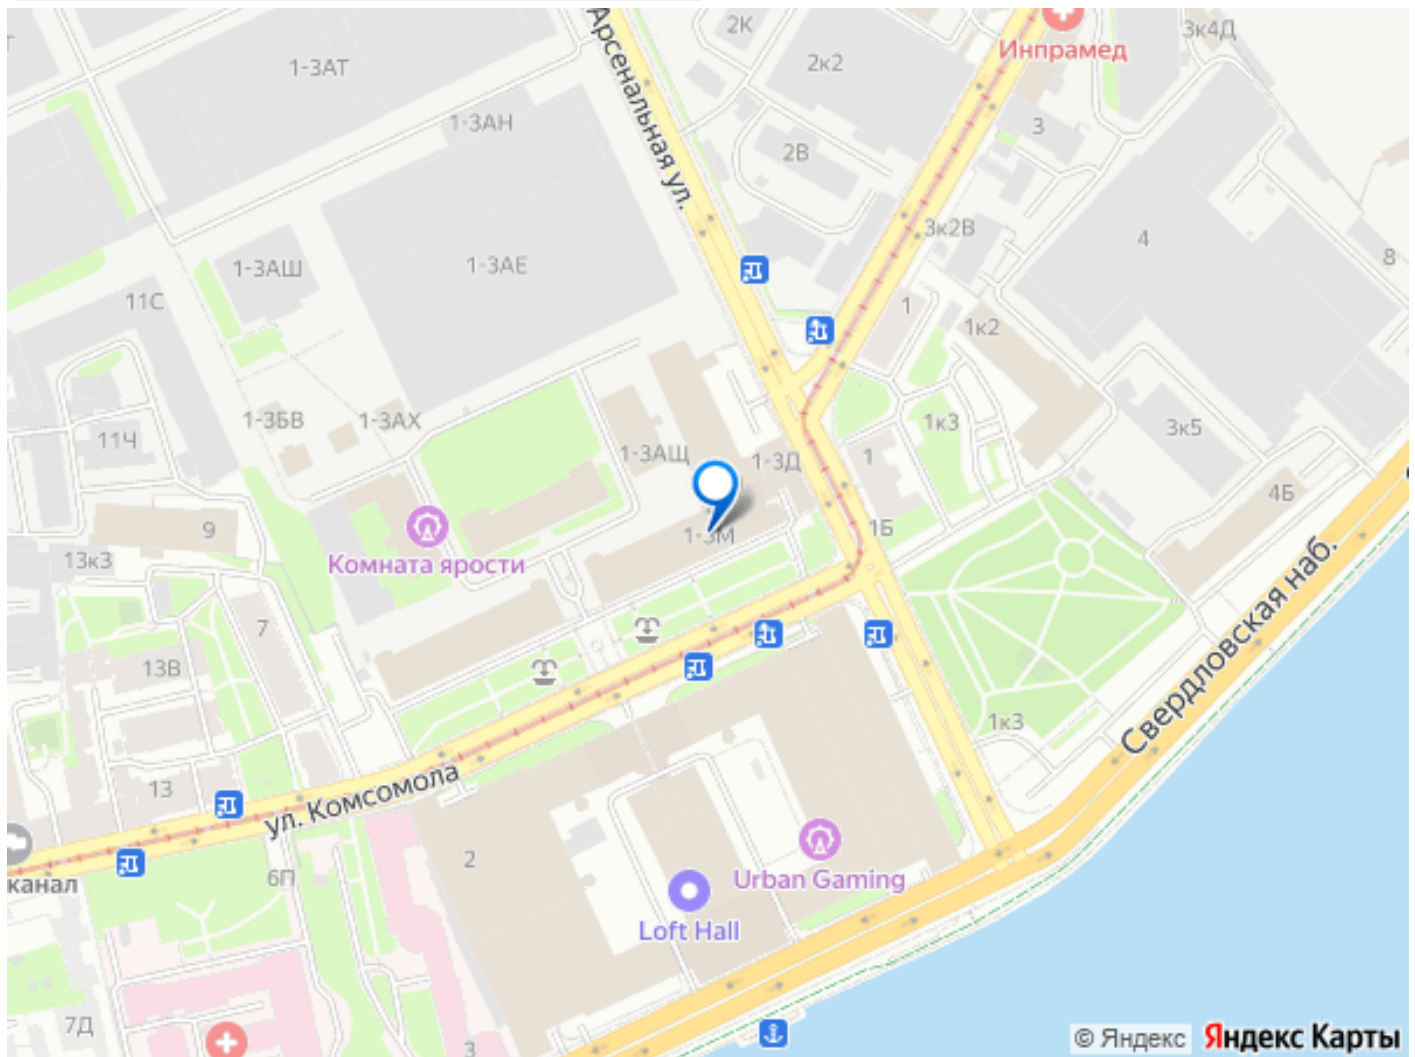 2К
3к4Д
Инпрамед
1-3АТ
2к2
Арсенальная ул.
1-3АН
3
2В
3к2В
4
8
1-3АШ
1-3АЕ
11С
1
1к2
1-3БВ
1-3АХ
1к3
3к5
11Ч
1-3АЩ
1-3Д
1
4Б
9
1-3М
1Б
13к3
Комната ярости
Свердловская наб.
7
13В
1к3
ул. Комсомола
13
2
канал
6П
Urban Gaming
Loft Hall
7Д
3
© Яндекс
Яндекс Карты